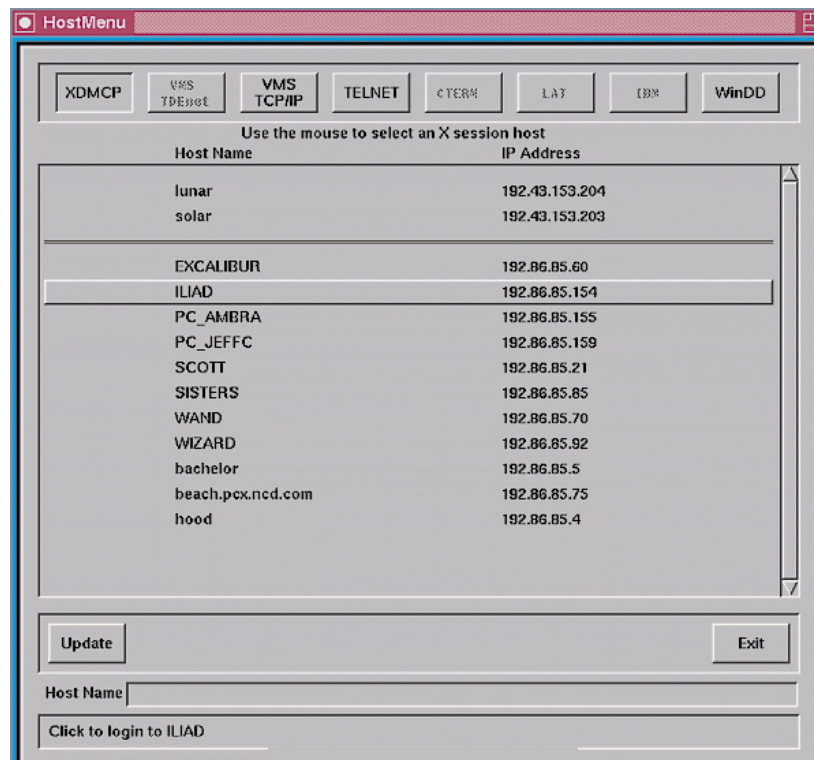 HostMenu
XDMCP VMS TDEnet VMS TCP/IP TELNET CTERM LAT IBM WinDD
Use the mouse to select an X session host
Host Name IP Address
lunar 192.43.153.204
solar 192.43.153.203
EXCALIBUR 192.86.85.60
ILIAD 192.86.85.154
PC_AMBRA 192.86.85.155
PC_JEFFC 192.86.85.159
SCOTT 192.86.85.21
SISTERS 192.86.85.85
WAND 192.86.85.70
WIZARD 192.86.85.92
bachelor 192.86.85.5
beach.pcx.ncd.com 192.86.85.75
hood 192.86.85.4
Update Exit
Host Name
Click to login to ILIAD